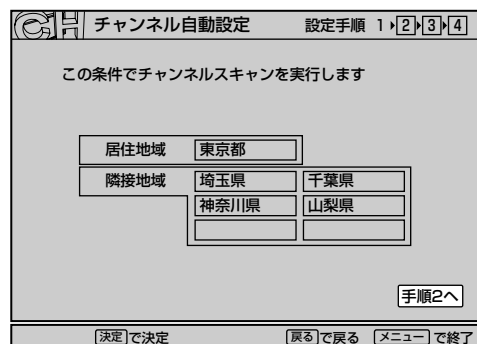 CH チャンネル自動設定 設定手順 1 2 3 4
この条件でチャンネルスキャンを実行します
居住地域 東京都
隣接地域 埼玉県 千葉県
神奈川県 山梨県
手順2へ
決定で決定 戻るで戻る メニューで終了